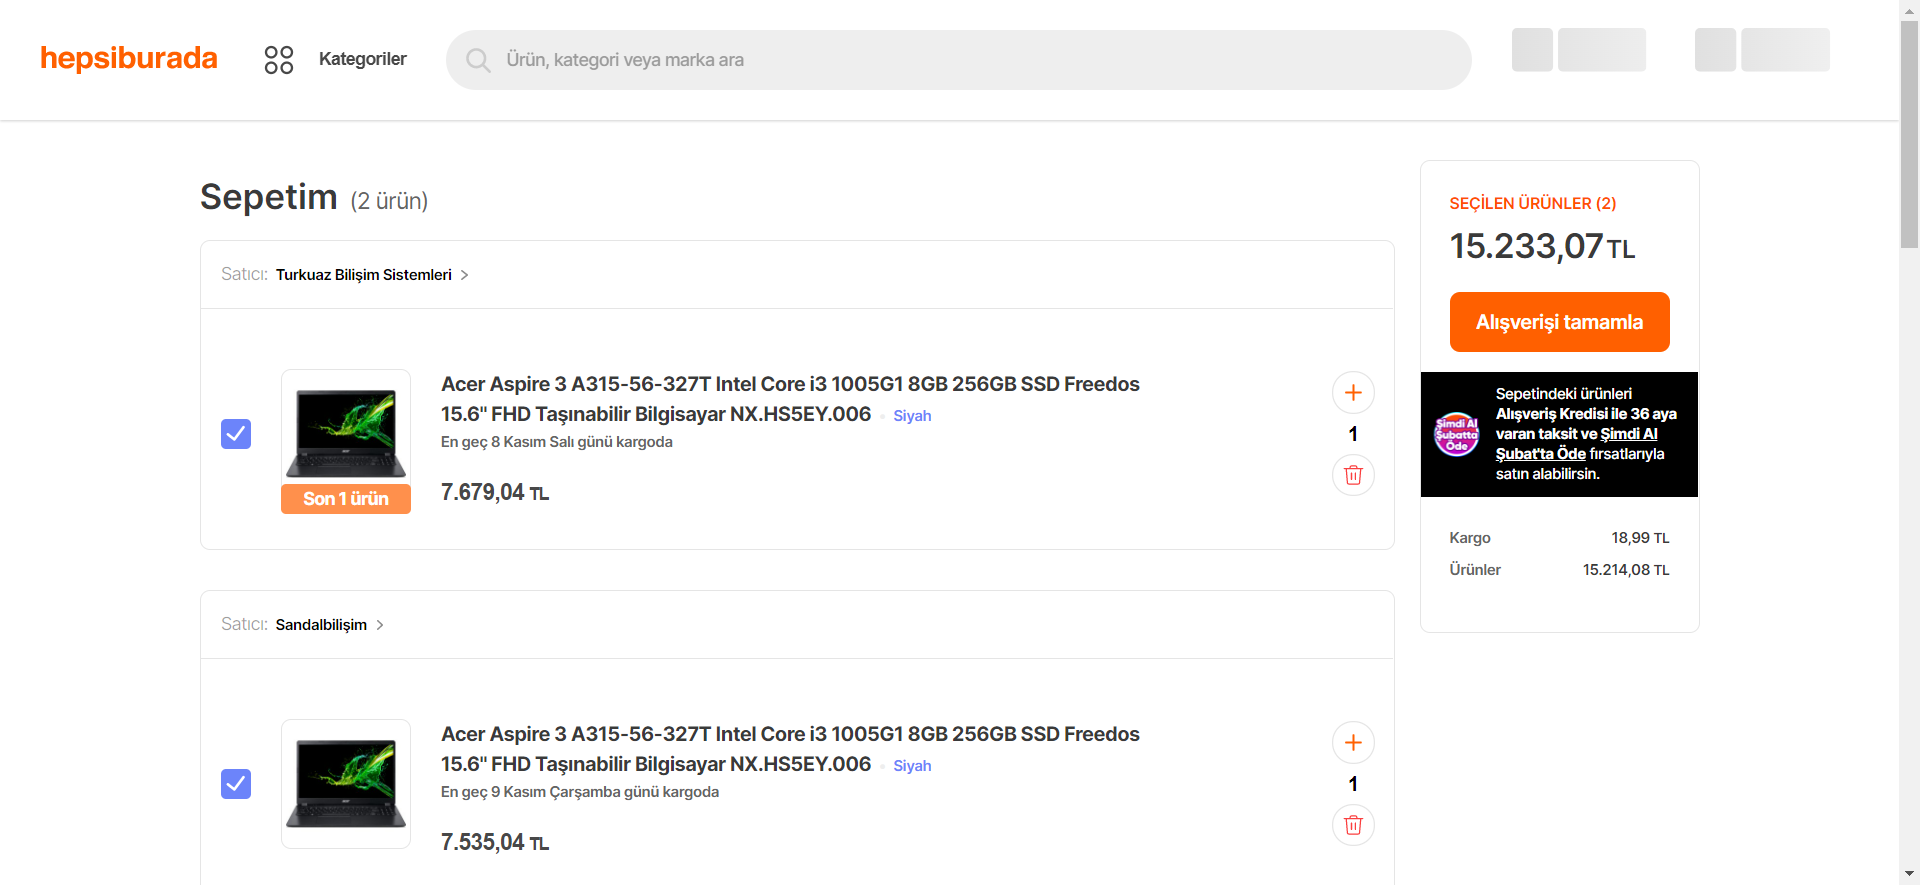 hepsiburada
Kategoriler
Ürün, kategori veya marka ara
Sepetim (2 ürün)
Satıcı: Turkuaz Bilişim Sistemleri
Acer Aspire 3 A315-56-327T Intel Core i3 1005G1 8GB 256GB SSD Freedos
15.6" FHD Taşınabilir Bilgisayar NX.HS5EY.006 Siyah
En geç 8 Kasım Salı günü kargoda
7.679,04 TL
Son 1 ürün
1
Satıcı: Sandalbilişim
Acer Aspire 3 A315-56-327T Intel Core i3 1005G1 8GB 256GB SSD Freedos
15.6" FHD Taşınabilir Bilgisayar NX.HS5EY.006 Siyah
En geç 9 Kasım Çarşamba günü kargoda
7.535,04 TL
1
SEÇİLEN ÜRÜNLER (2)
15.233,07 TL
Alışverişi tamamla
Şimdi Al
Şubatta
Öde
Sepetindeki ürünleri
Alışveriş Kredisi ile 36 aya
varan taksit ve Şimdi Al
Şubat'ta Öde fırsatlarıyla
satın alabilirsin.
Kargo 18,99 TL
Ürünler 15.214,08 TL